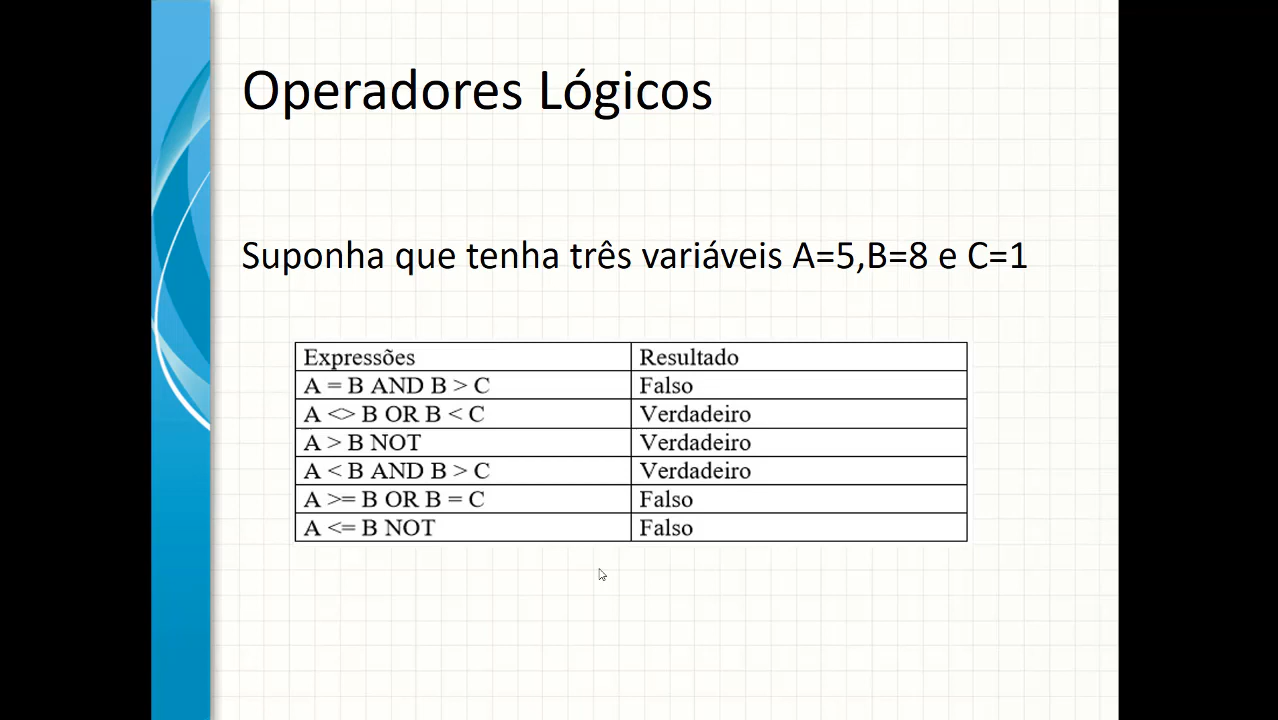 Operadores Lógicos
Suponha que tenha três variáveis A=5,B=8 e C=1
Expressões Resultado
A = B AND B > C Falso
A <> B OR B < C Verdadeiro
A > B NOT Verdadeiro
A < B AND B > C Verdadeiro
A >= B OR B = C Falso
A <= B NOT Falso